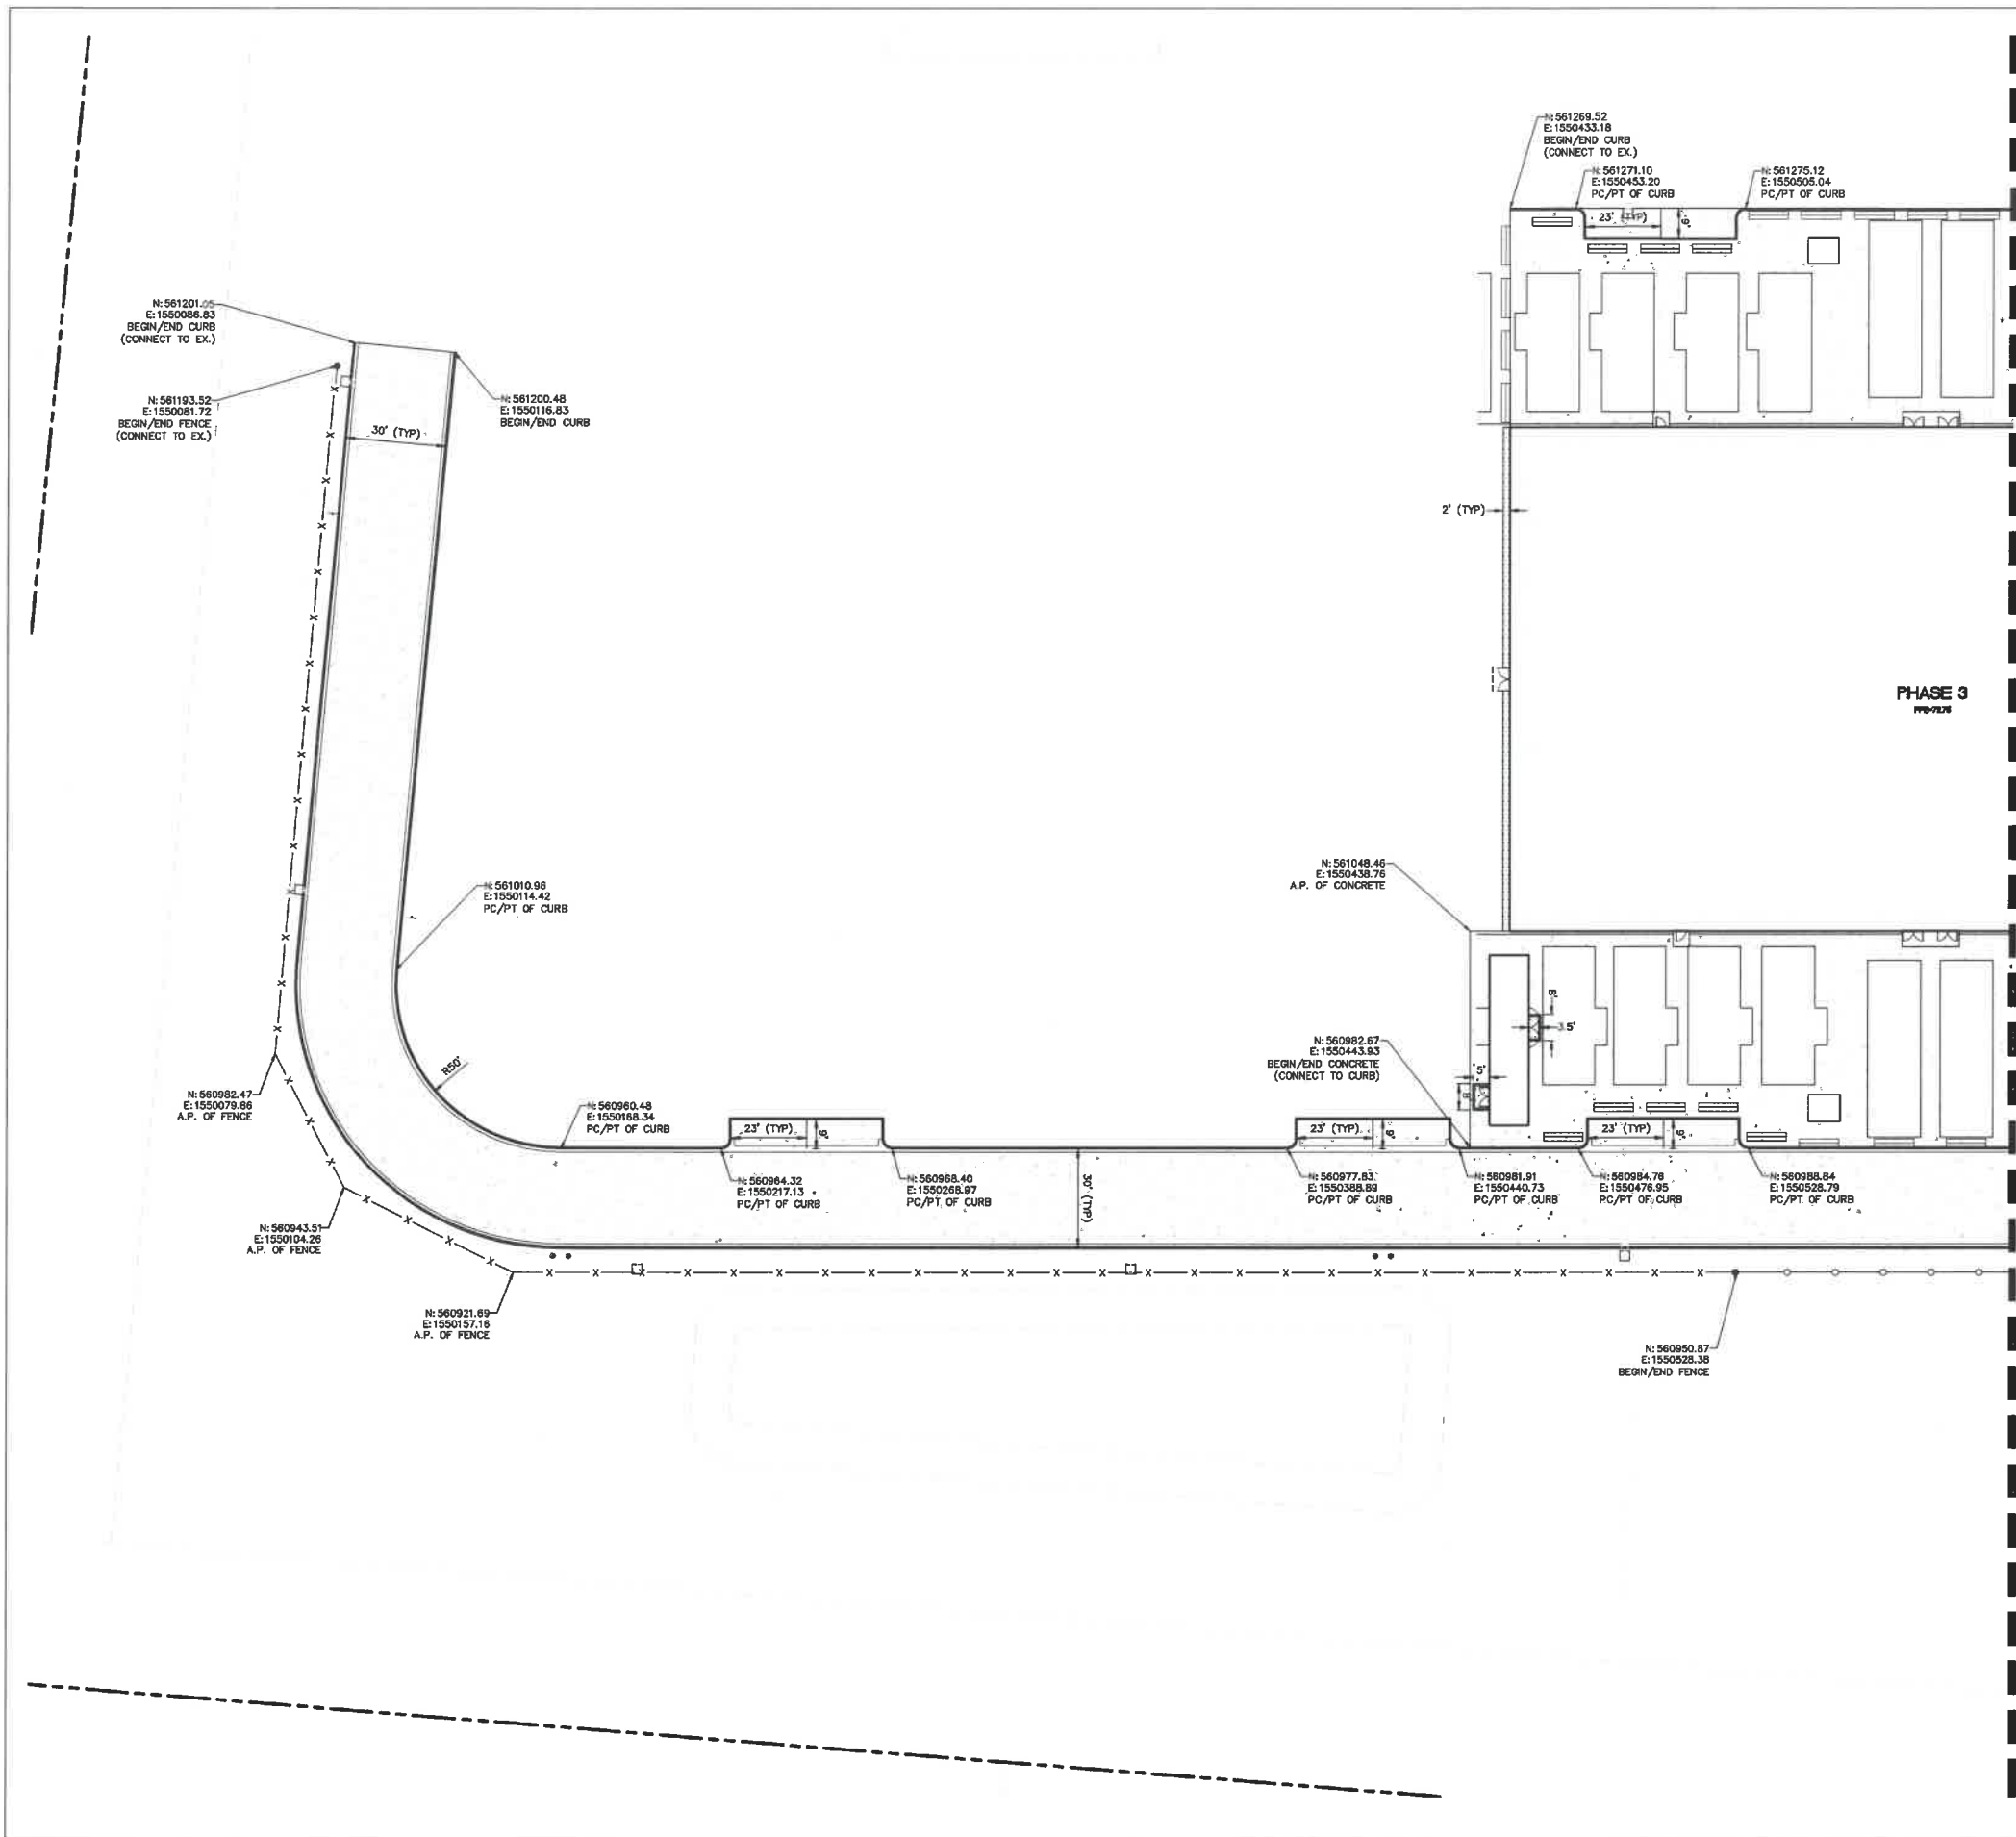 N:561269.52
E:1550433.18
BEGIN/END CURB
(CONNECT TO EX.)
N:561271.10
E:1550453.20
PC/PT OF CURB
N:561275.12
E:1550505.04
PC/PT OF CURB
23' (TYP)
9'
N:561201.05
E:1550086.83
BEGIN/END CURB
(CONNECT TO EX.)
N:561193.52
E:1550081.72
BEGIN/END FENCE
(CONNECT TO EX.)
N:561200.48
E:1550116.83
BEGIN/END CURB
30' (TYP)
2' (TYP)
PHASE 3
N:561048.46
E:1550438.76
A.P. OF CONCRETE
N:561010.96
E:1550114.42
PC/PT OF CURB
8'
3.5'
N:560982.67
E:1550443.93
BEGIN/END CONCRETE
(CONNECT TO CURB)
5'
8'
R50'
N:560982.47
E:1550079.86
A.P. OF FENCE
N:560960.48
E:1550168.34
PC/PT OF CURB
23' (TYP)
9'
23' (TYP)
9'
23' (TYP)
9'
N:560964.32
E:1550217.13
PC/PT OF CURB
N:560968.40
E:1550268.97
PC/PT OF CURB
30' (TYP)
N:560977.83
E:1550388.89
PC/PT OF CURB
N:560981.91
E:1550440.73
PC/PT OF CURB
N:560984.76
E:1550476.95
PC/PT OF CURB
N:560988.84
E:1550528.79
PC/PT OF CURB
N:560943.51
E:1550104.26
A.P. OF FENCE
N:560921.69
E:1550157.16
A.P. OF FENCE
N:560950.87
E:1550528.38
BEGIN/END FENCE